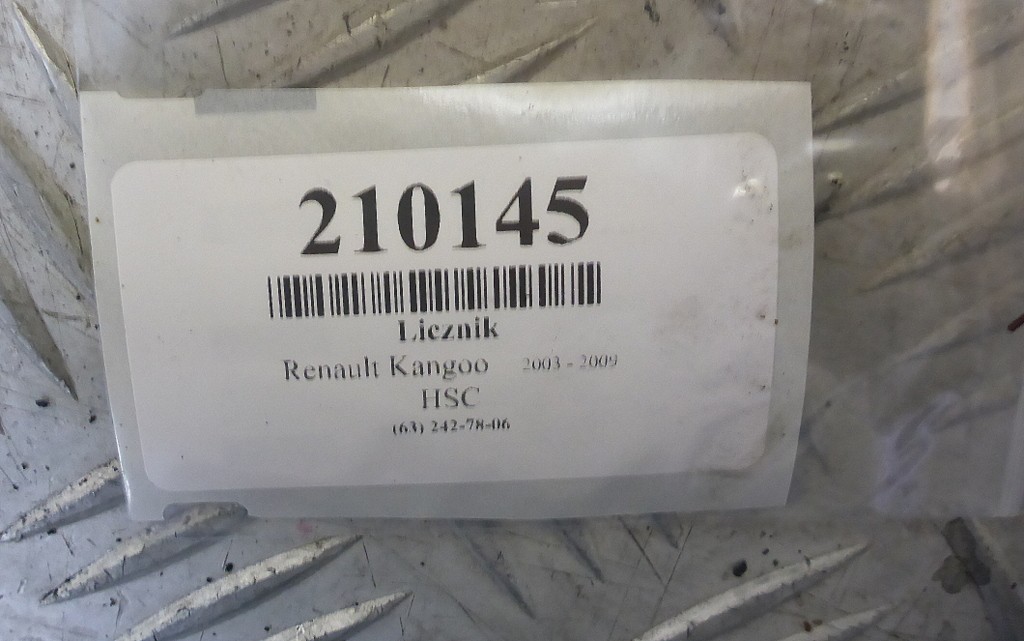 210145
Licznik
Renault Kangoo 2003 - 2009
HSC
(63) 242-78-06